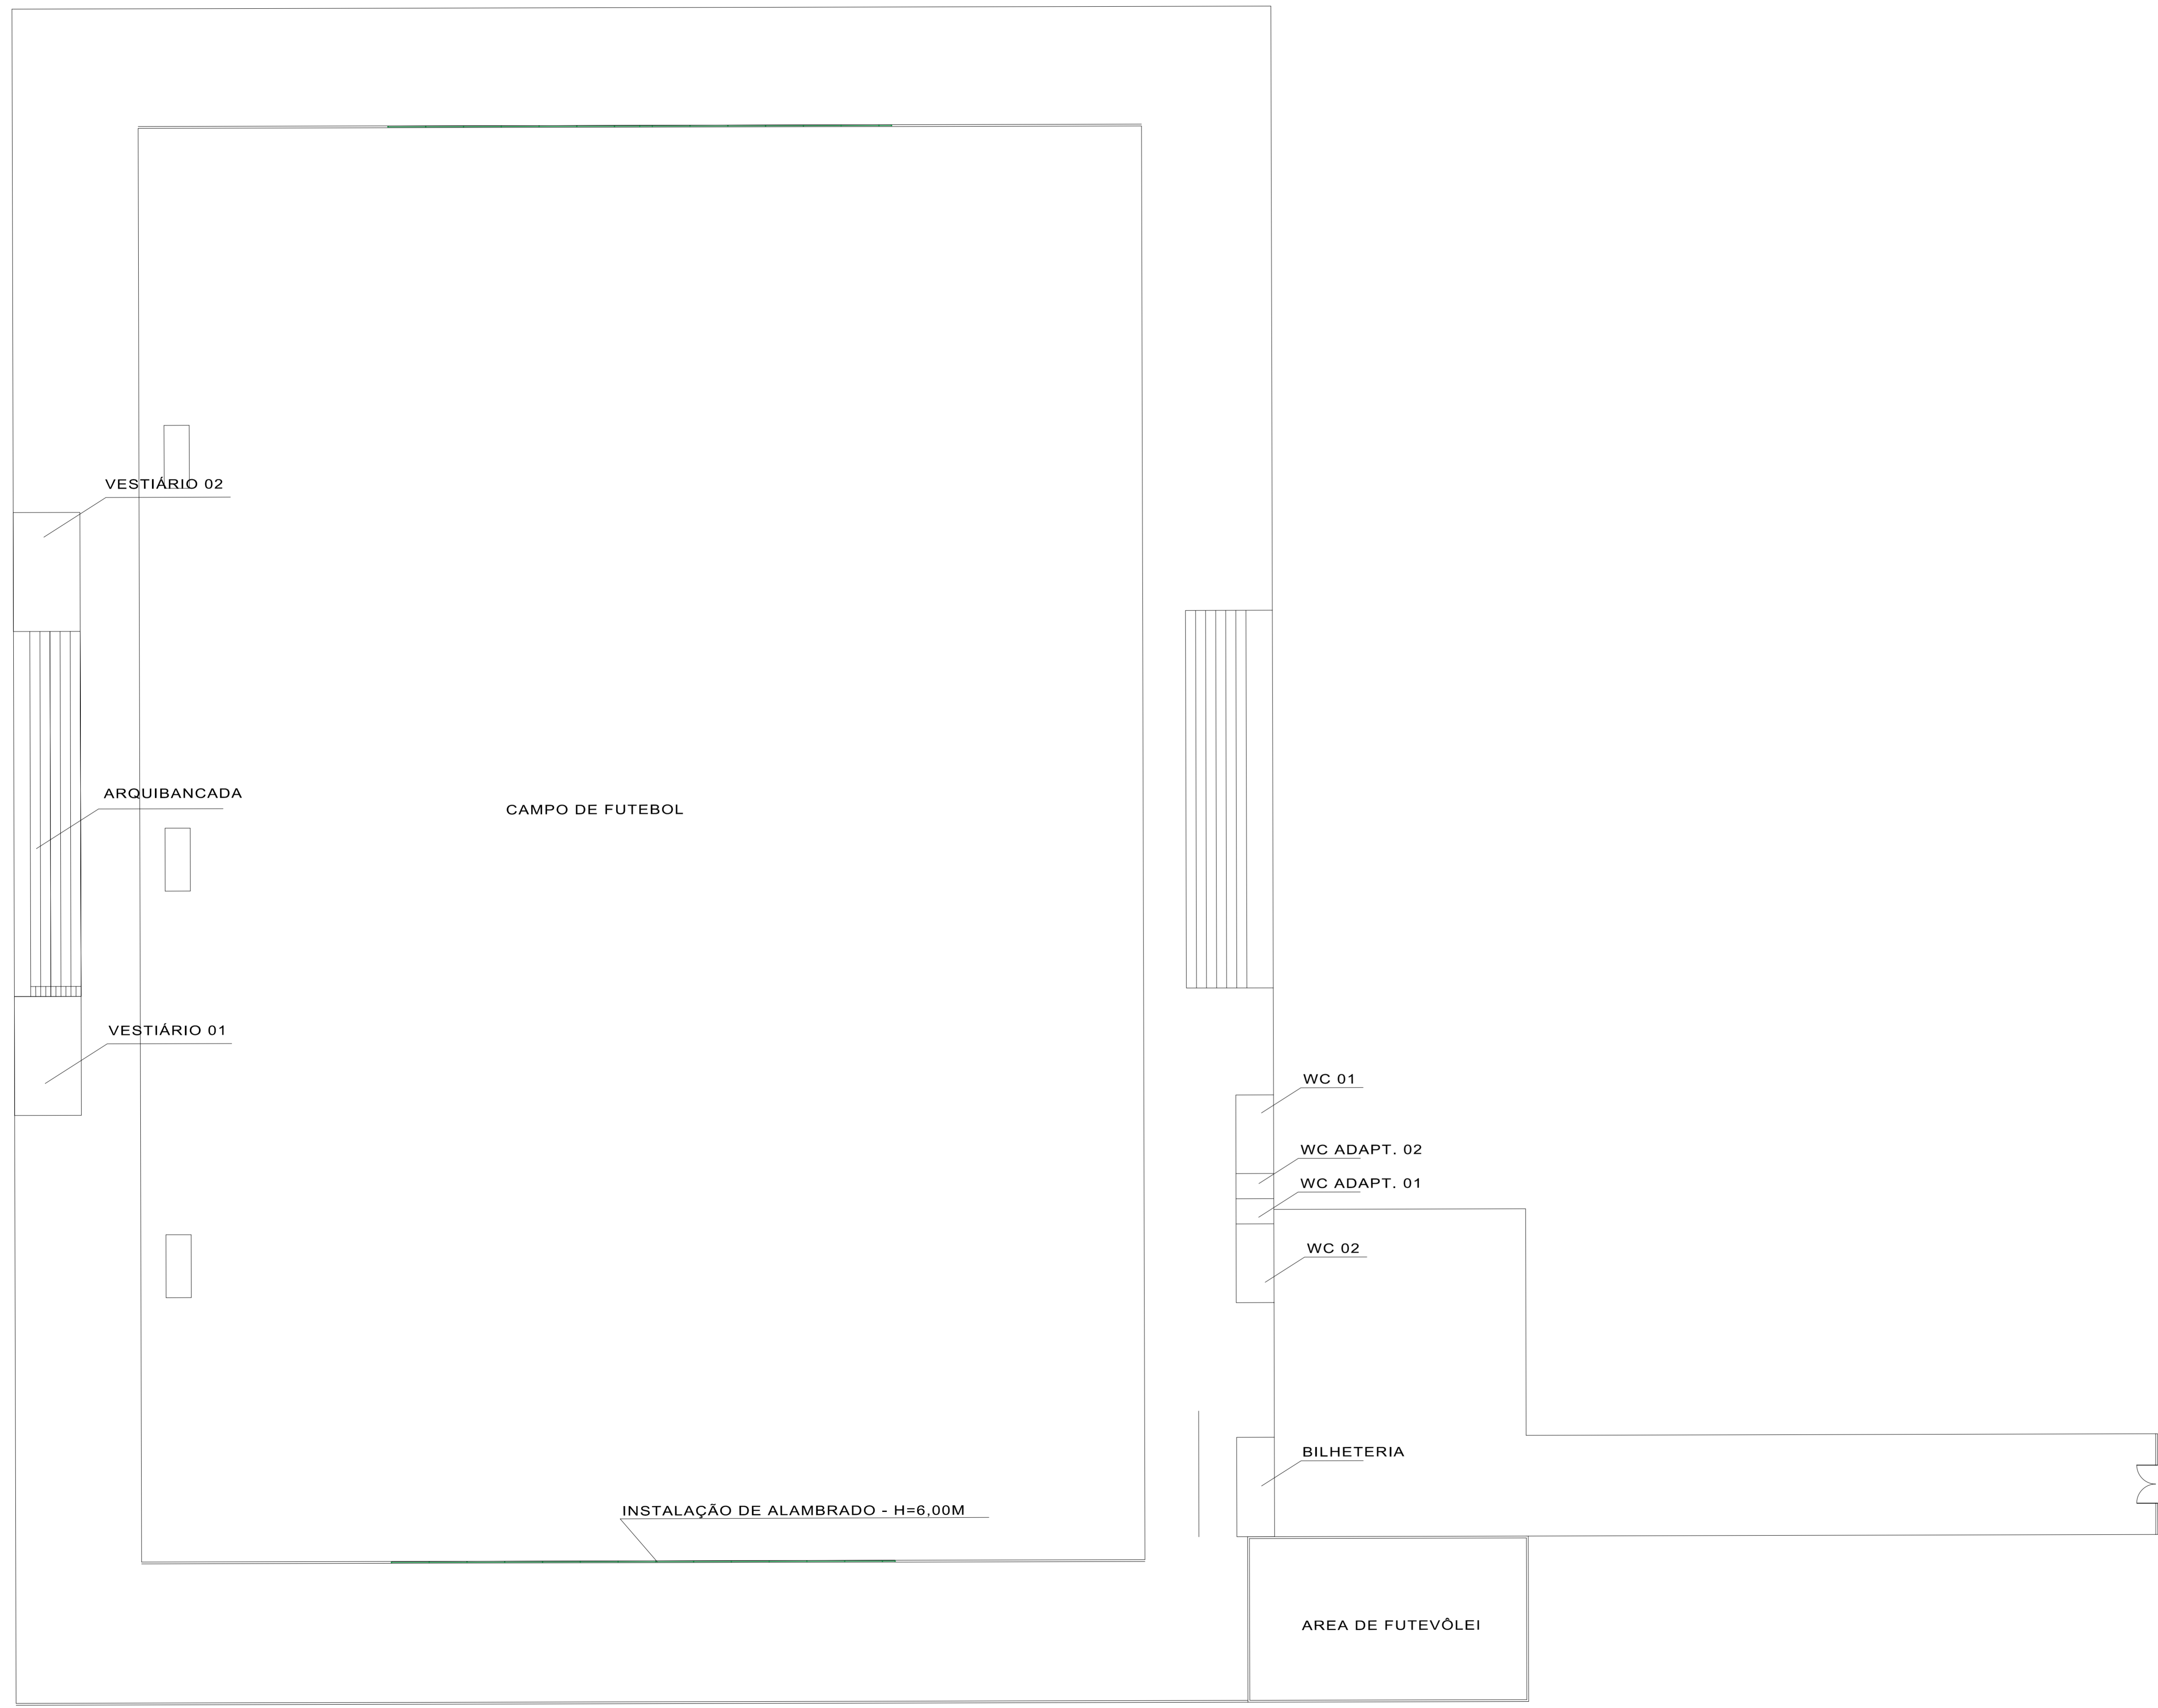 VESTIÁRIO 02
ARQUIBANCADA
CAMPO DE FUTEBOL
VESTIÁRIO 01
WC 01
WC ADAPT. 02
WC ADAPT. 01
WC 02
BILHETERIA
INSTALAÇÃO DE ALAMBRADO - H=6,00M
AREA DE FUTEVÔLEI